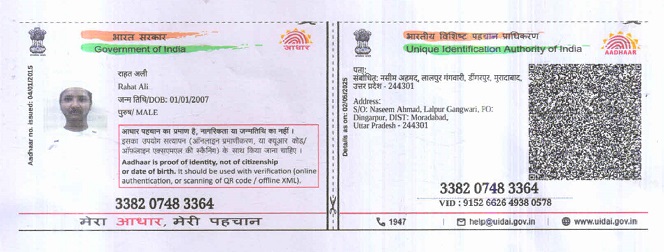 भारत सरकार
Government of India
आधार
Aadhaar no. issued: 04/01/2015
राहत अली
Rahat Ali
जन्म तिथि/DOB: 01/01/2007
पुरुष/ MALE
आधार पहचान का प्रमाण है, नागरिकता या जन्मतिथि का नहीं।
इसका उपयोग सत्यापन (ऑनलाइन प्रमाणीकरण, या क्यूआर कोड/
ऑफलाइन एक्सएमएल की स्कैनिंग) के साथ किया जाना चाहिए।
Aadhaar is proof of identity, not of citizenship
or date of birth. It should be used with verification (online
authentication, or scanning of QR code / offline XML).
3382 0748 3364
मेरा आधार, मेरी पहचान
भारतीय विशिष्ट पहचान प्राधिकरण
Unique Identification Authority of India
AADHAAR
Details as on: 02/05/2025
पता:
संबोधित: नसीम अहमद, लालपुर गंगवारी, डींगरपुर, मुरादाबाद,
उत्तर प्रदेश - 244301
Address:
S/O: Naseem Ahmad, Lalpur Gangwari, PO:
Dingarpur, DIST: Moradabad,
Uttar Pradesh - 244301
3382 0748 3364
VID : 9152 6626 4938 0578
1947
help@uidai.gov.in
www.uidai.gov.in